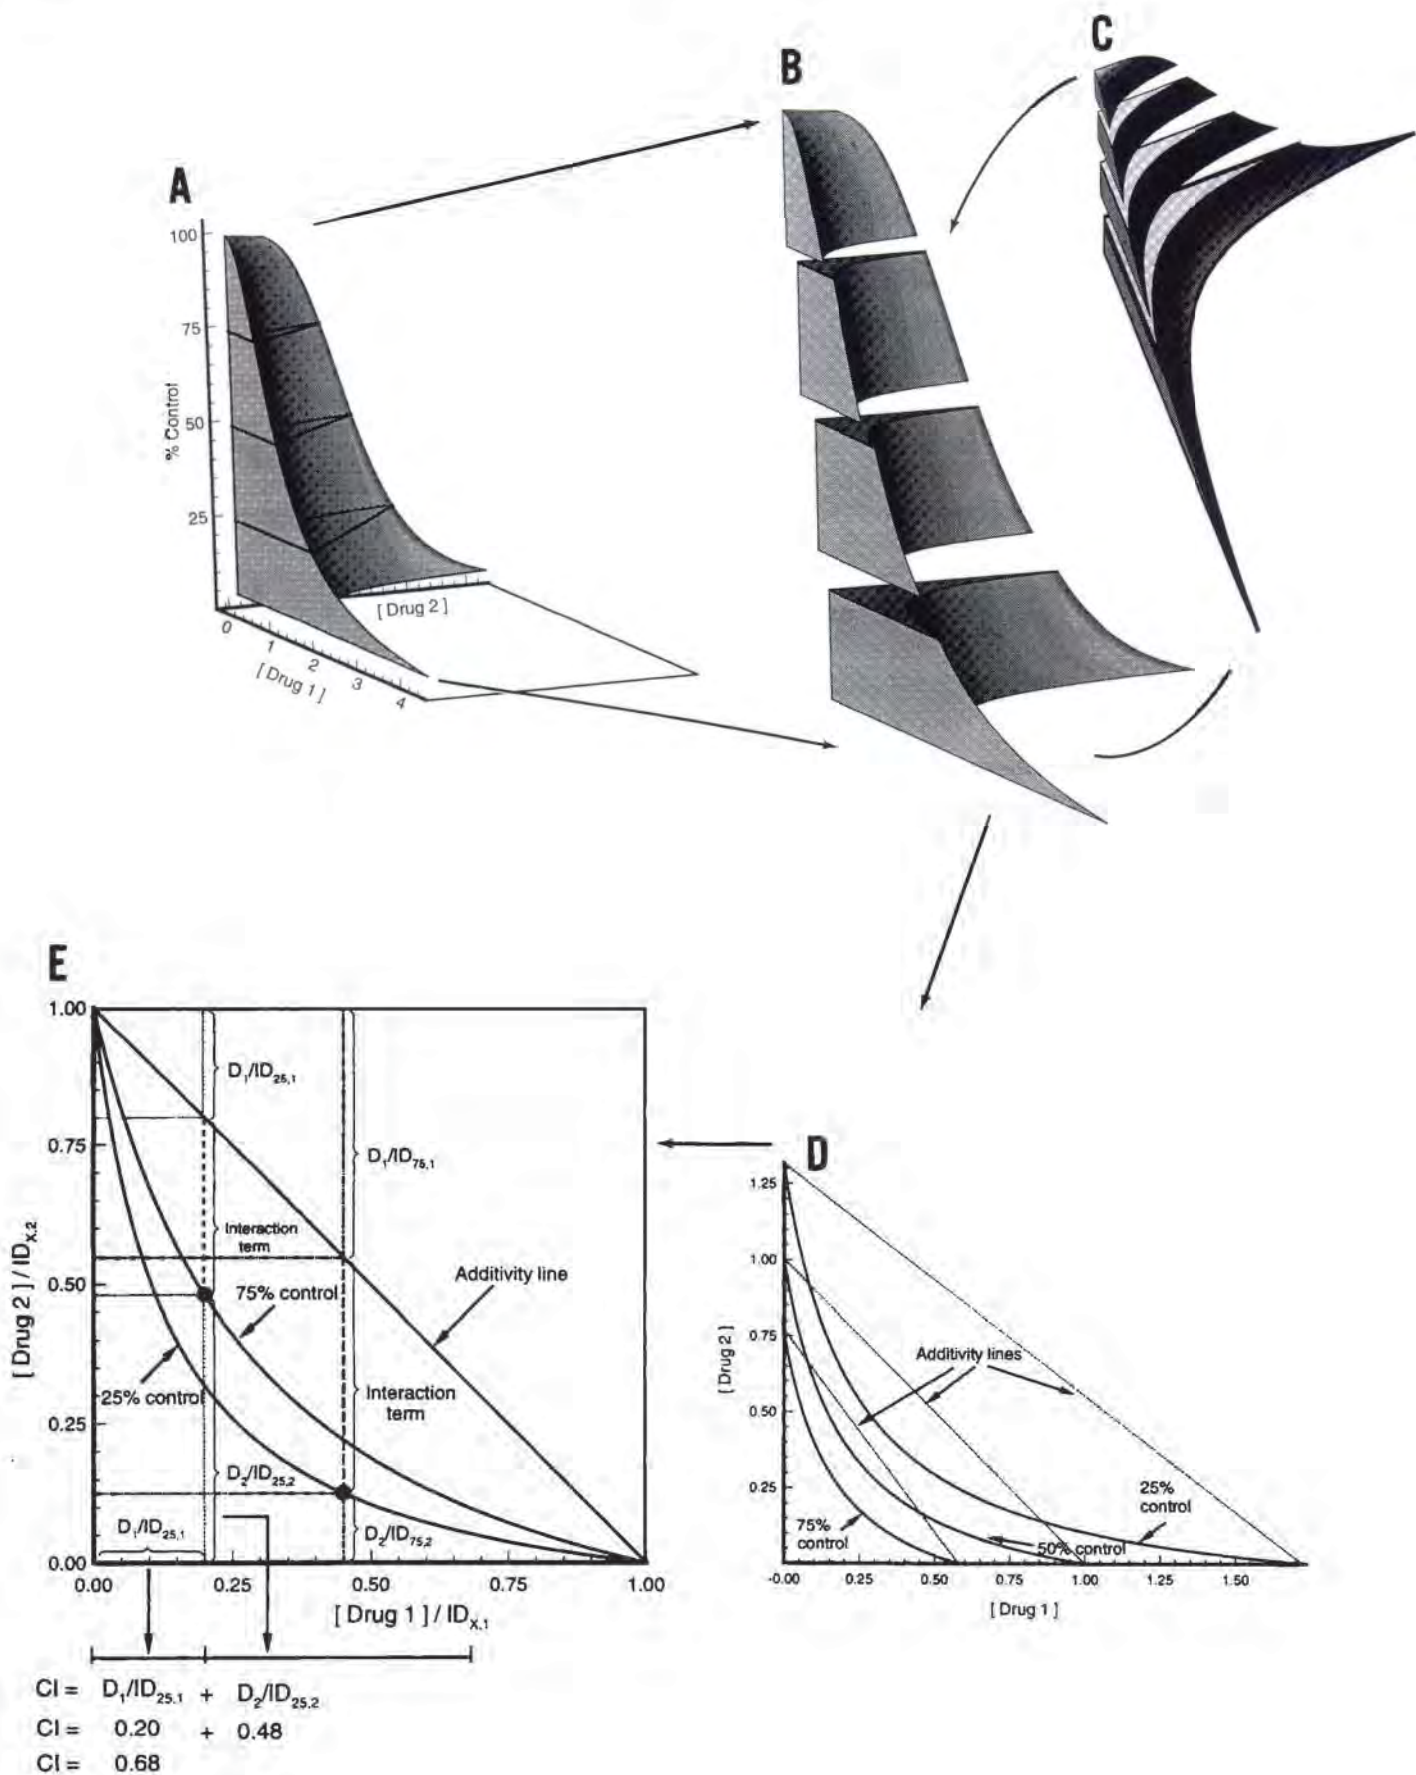 C
B
A
100
75
50
25
% Control
[ Drug 2 ]
0
1
2
3
4
[ Drug 1 ]
E
1.00
D₁/ID₂₅,₁
0.75
D₁/ID₇₅,₁
Interaction
term
Additivity line
75% control
0.50
[ Drug 2 ] / ID_X,2
25% control
Interaction
term
0.25
D₂/ID₂₅,₂
D₁/ID₂₅,₁
D₂/ID₇₅,₂
0.00
0.00 0.25 0.50 0.75 1.00
[ Drug 1 ] / ID_X,1
CI = D₁/ID₂₅,₁ + D₂/ID₂₅,₂
CI = 0.20 + 0.48
CI = 0.68
D
1.25
1.00
0.75
Additivity lines
[ Drug 2 ]
0.50
0.25
25%
control
75%
control
50% control
-0.00 0.25 0.50 0.75 1.00 1.25 1.50
[ Drug 1 ]